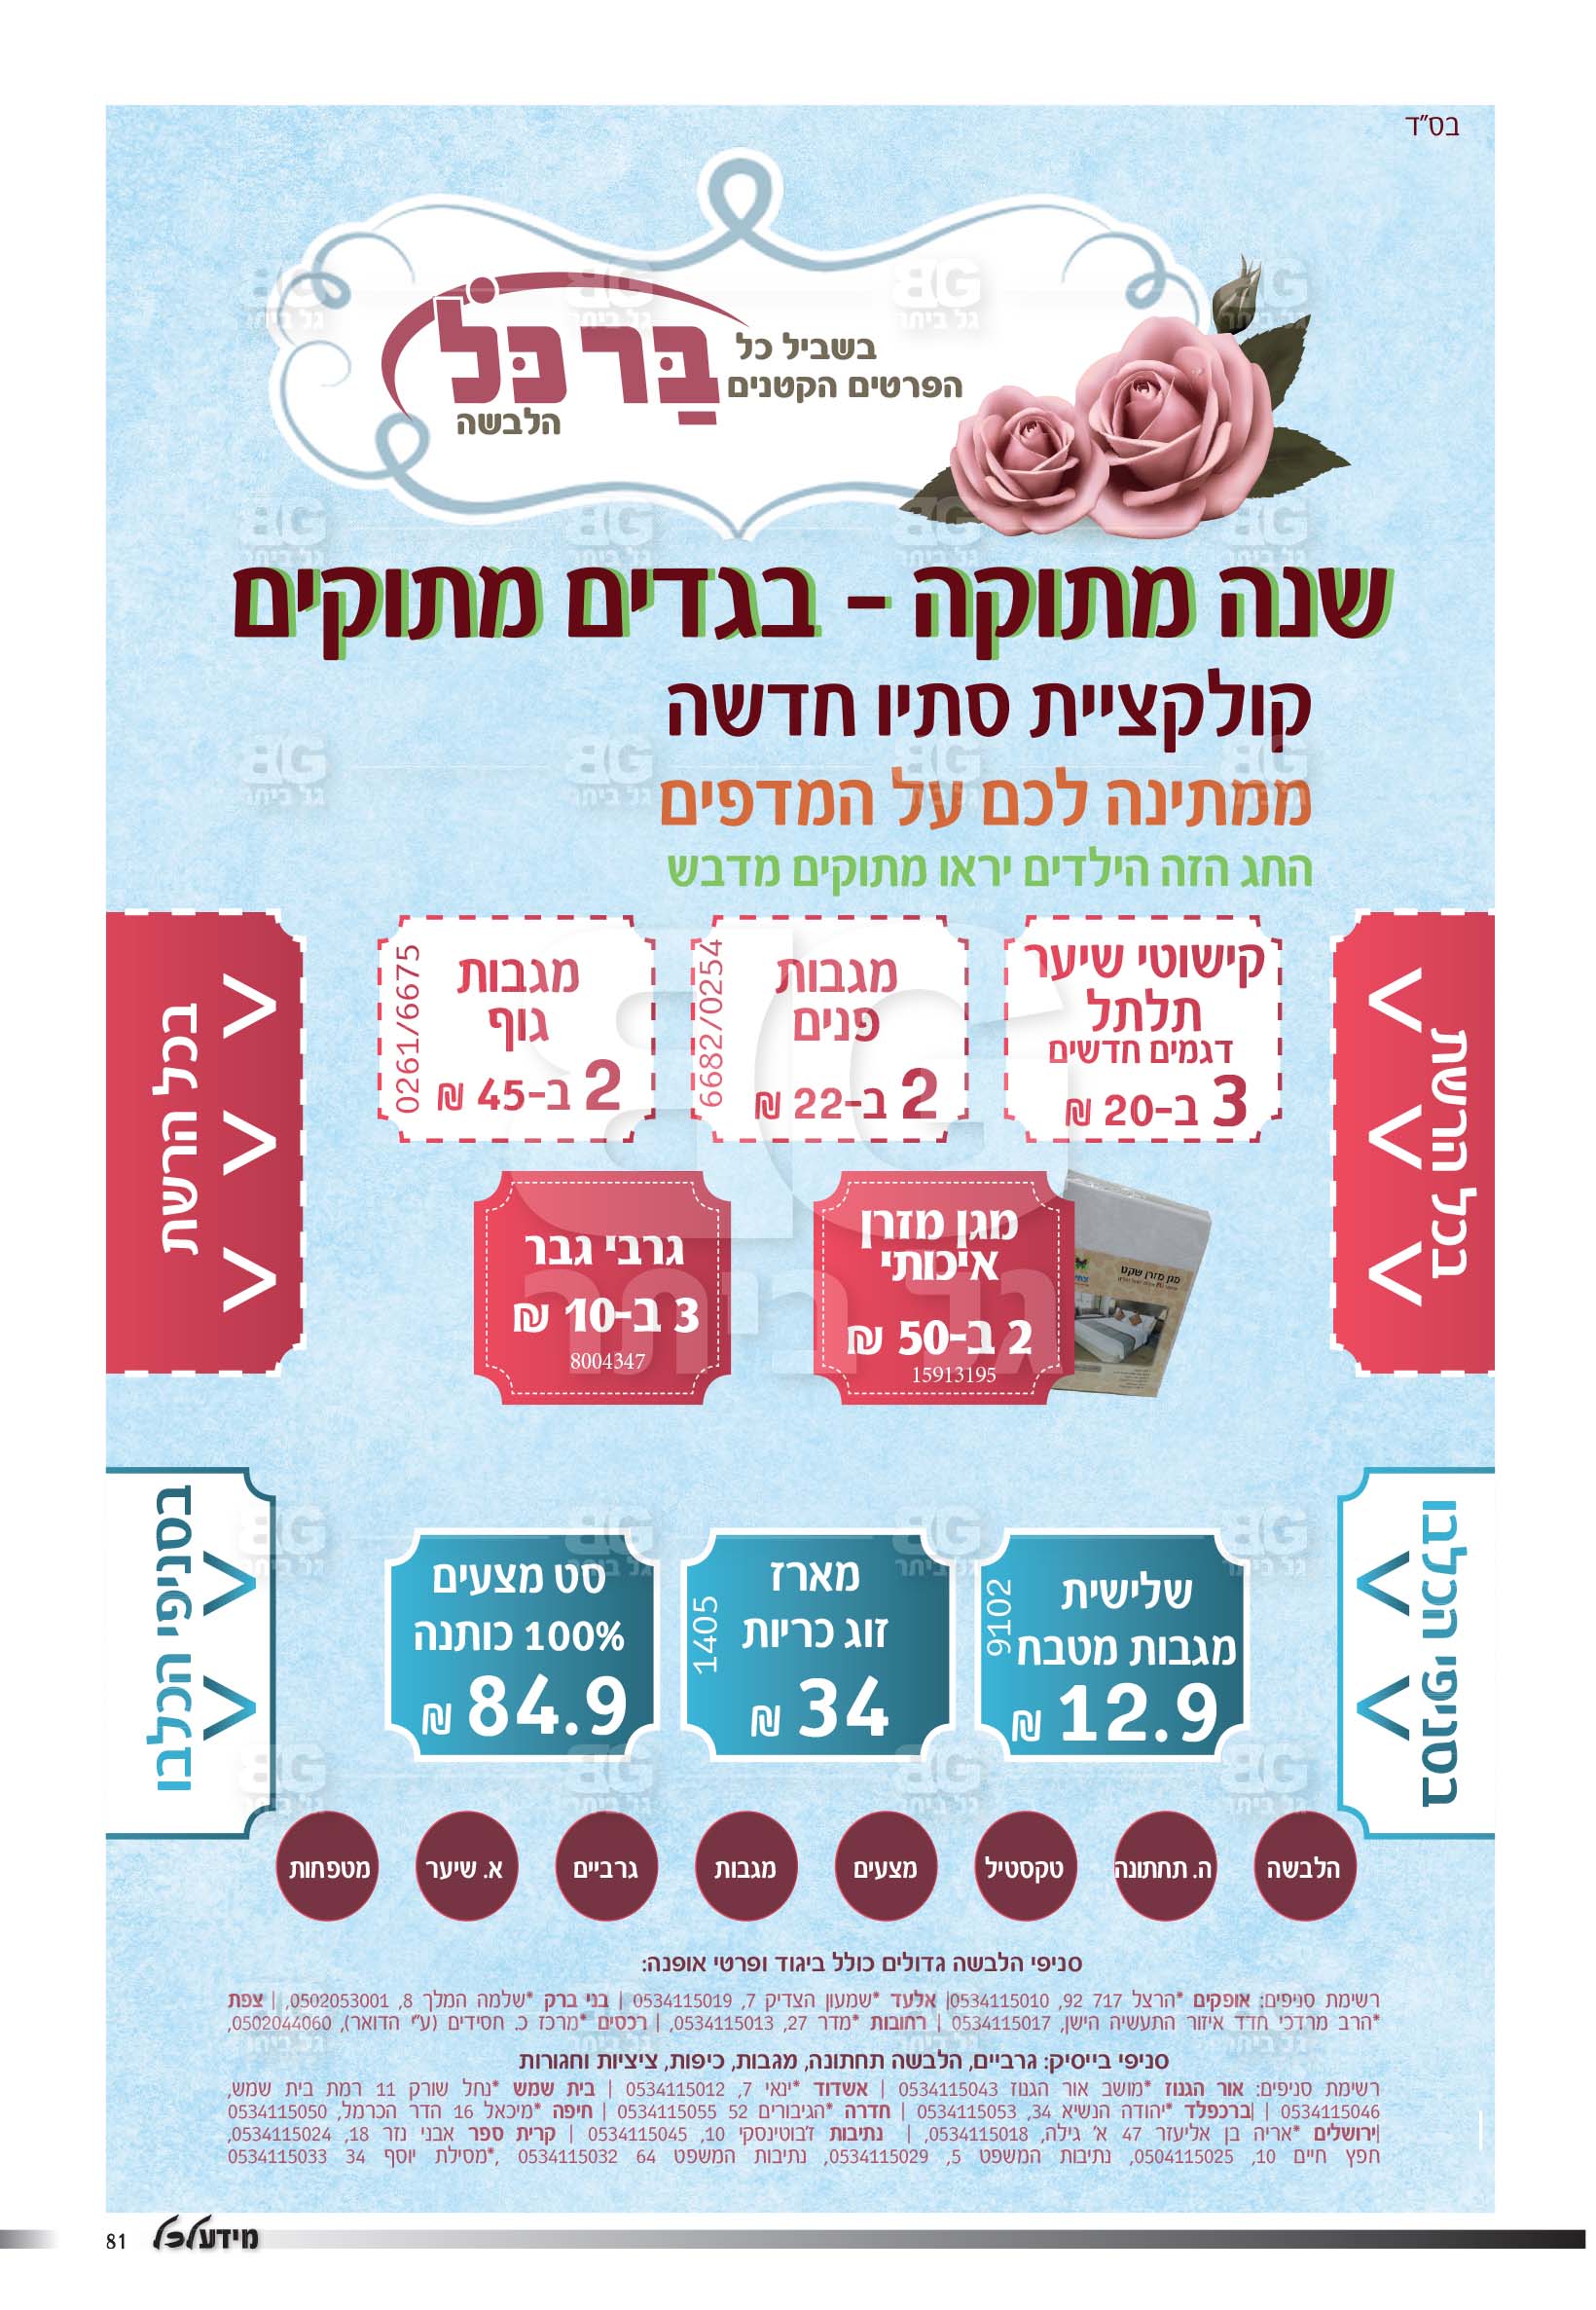 בס״ד
בשביל כל
הפרטים הקטנים
בַּר כֹּל
הלבשה
שנה מתוקה - בגדים מתוקים
קולקציית סתיו חדשה
ממתינה לכם על המדפים
החג הזה הילדים יראו מתוקים מדבש
בכל הרשת
קישוטי שיער
תלתל
דגמים חדשים
3 ב-20 ₪
מגבות
פנים
2 ב-22 ₪
6682/0254
מגבות
גוף
2 ב-45 ₪
0261/6675
בכל הרשת
מגן מזרן
איכותי
2 ב-50 ₪
15913195
מגן מזרן שקט
גרבי גבר
3 ב-10 ₪
8004347
בסניפי הכלבו
שלישית
מגבות מטבח
12.9 ₪
9102
מארז
זוג כריות
34 ₪
1405
סט מצעים
100% כותנה
84.9 ₪
בסניפי הכלבו
הלבשה
ה. תחתונה
טקסטיל
מצעים
מגבות
גרביים
א. שיער
מטפחות
סניפי הלבשה גדולים כולל ביגוד ופרטי אופנה:
רשימת סניפים: אופקים *הרצל 717 92, 0534115010| אלעד *שמעון הצדיק 7, 0534115019 | בני ברק *שלמה המלך 8, 0502053001, | צפת
*הרב מרדכי חדד איזור התעשיה הישן, 0534115017 | רחובות *מדר 27, 0534115013, | רכסים *מרכז כ. חסידים (ע״י הדואר), 0502044060,
סניפי בייסיק: גרביים, הלבשה תחתונה, מגבות, כיפות, ציציות וחגורות
רשימת סניפים: אור הגנוז *מושב אור הגנוז 0534115043 | אשדוד *ינאי 7, 0534115012 | בית שמש *נחל שורק 11 רמת בית שמש,
0534115046 | |ברכפלד *יהודה הנשיא 34, 0534115053 | חדרה *הגיבורים 52 0534115055 | חיפה *מיכאל 16 הדר הכרמל, 0534115050
|ירושלים *אריה בן אליעזר 47 א' גילה, 0534115018, | נתיבות ז'בוטינסקי 10, 0534115045 | קרית ספר אבני נזר 18, 0534115024,
חפץ חיים 10, 0504115025, נתיבות המשפט 5, 0534115029, נתיבות המשפט 64 0534115032 ,*מסילת יוסף 34 0534115033
מידע לכל
81
BG
גל ביתר